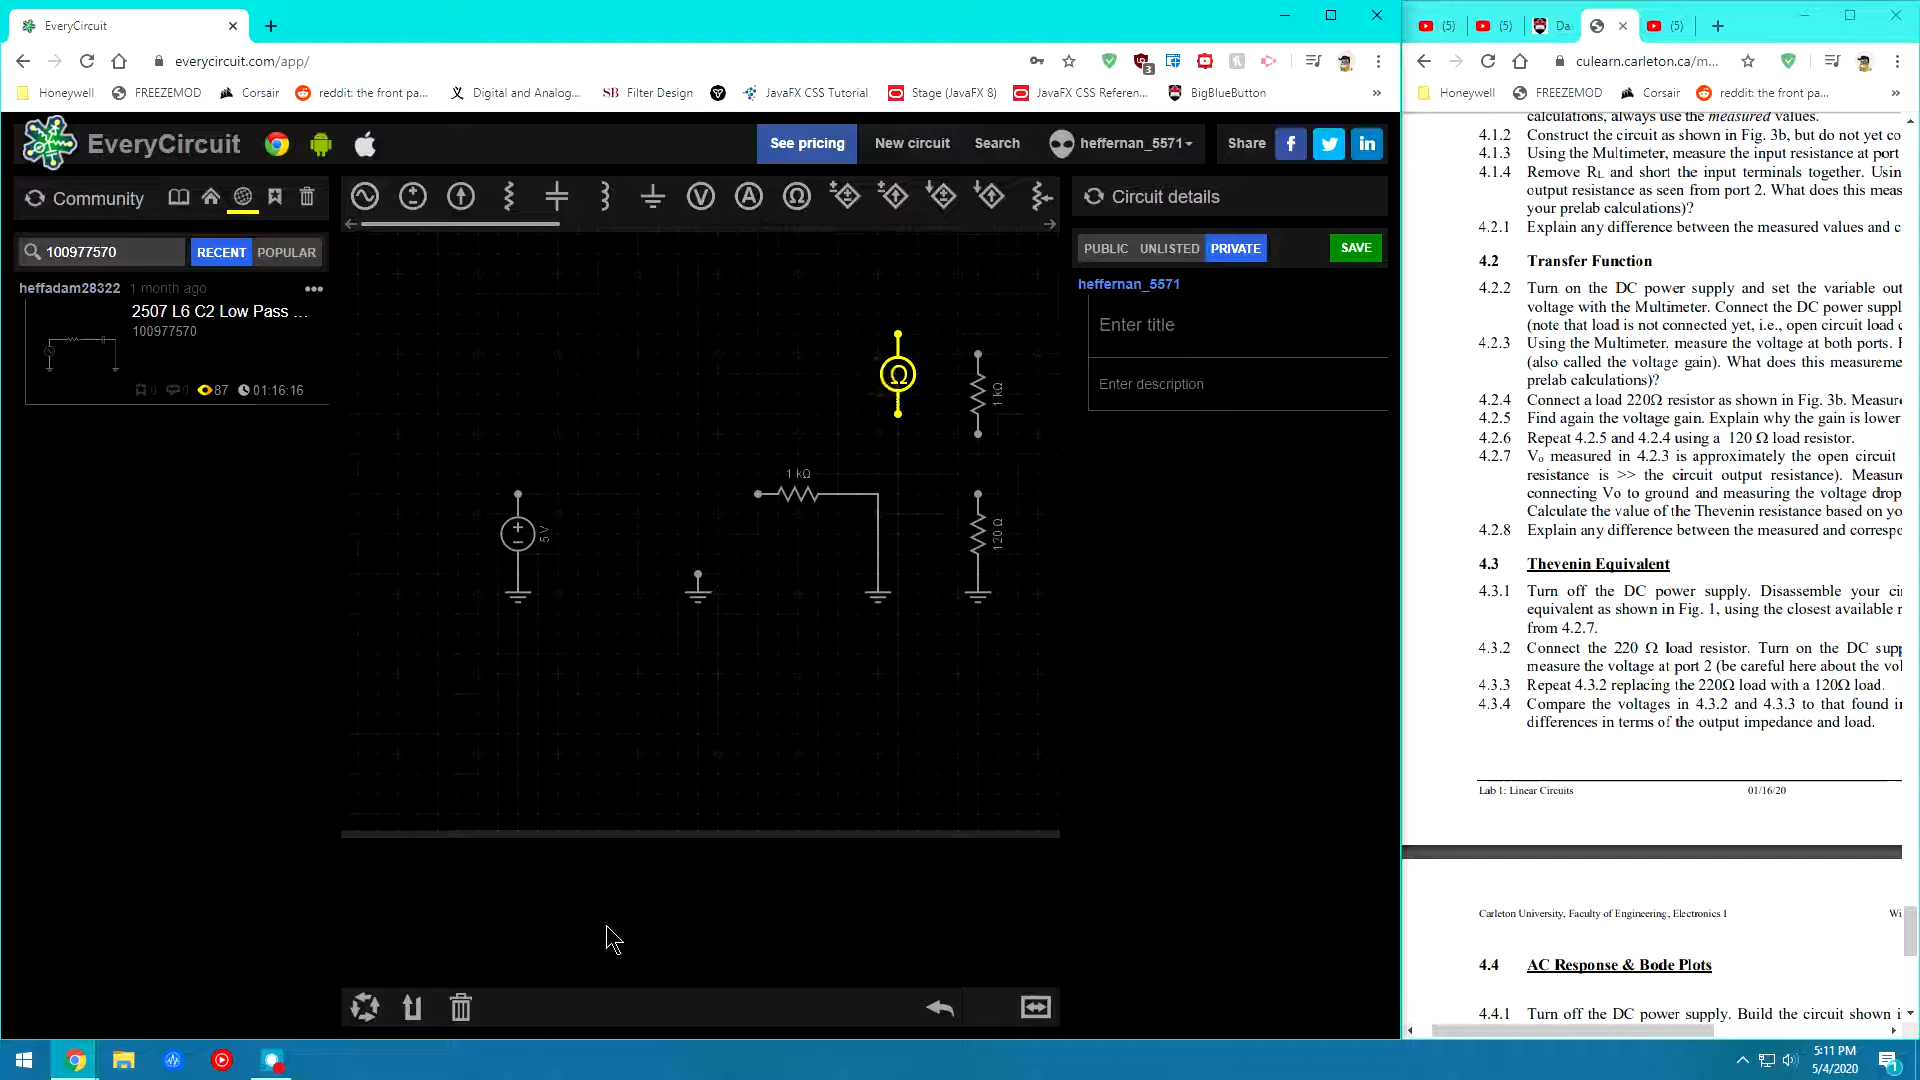 EveryCircuit
(5)
(5)
Da
(5)
everycircuit.com/app/
3
culearn.carleton.ca/m...
Honeywell
FREEZEMOD
Corsair
reddit: the front pa...
Digital and Analog...
SB Filter Design
JavaFX CSS Tutorial
Stage (JavaFX 8)
JavaFX CSS Referen...
BigBlueButton
»
Honeywell
FREEZEMOD
Corsair
reddit: the front pa...
»
EveryCircuit
See pricing
New circuit
Search
heffernan_5571
Share
Community
100977570
RECENT
POPULAR
heffadam28322 1 month ago
2507 L6 C2 Low Pass ...
100977570
0
0
87
01:16:16
V
A
Ω
Ω
1 kΩ
1 kΩ
5 V
120 Ω
Circuit details
PUBLIC
UNLISTED
PRIVATE
SAVE
heffernan_5571
Enter title
Enter description
calculations, always use the measured values.
4.1.2 Construct the circuit as shown in Fig. 3b, but do not yet co
4.1.3 Using the Multimeter, measure the input resistance at port
4.1.4 Remove RL and short the input terminals together. Usin
output resistance as seen from port 2. What does this meas
your prelab calculations)?
4.2.1 Explain any difference between the measured values and c
4.2 Transfer Function
4.2.2 Turn on the DC power supply and set the variable out
voltage with the Multimeter. Connect the DC power suppl
(note that load is not connected yet, i.e., open circuit load c
4.2.3 Using the Multimeter, measure the voltage at both ports. F
(also called the voltage gain). What does this measureme
prelab calculations)?
4.2.4 Connect a load 220Ω resistor as shown in Fig. 3b. Measure
4.2.5 Find again the voltage gain. Explain why the gain is lower
4.2.6 Repeat 4.2.5 and 4.2.4 using a 120 Ω load resistor.
4.2.7 Vo measured in 4.2.3 is approximately the open circuit
resistance is >> the circuit output resistance). Measure
connecting Vo to ground and measuring the voltage drop
Calculate the value of the Thevenin resistance based on yo
4.2.8 Explain any difference between the measured and correspo
4.3 Thevenin Equivalent
4.3.1 Turn off the DC power supply. Disassemble your ci
equivalent as shown in Fig. 1, using the closest available r
from 4.2.7.
4.3.2 Connect the 220 Ω load resistor. Turn on the DC supp
measure the voltage at port 2 (be careful here about the vol
4.3.3 Repeat 4.3.2 replacing the 220Ω load with a 120Ω load.
4.3.4 Compare the voltages in 4.3.2 and 4.3.3 to that found in
differences in terms of the output impedance and load.
Lab 1: Linear Circuits 01/16/20
Carleton University, Faculty of Engineering, Electronics I Wi
4.4 AC Response & Bode Plots
4.4.1 Turn off the DC power supply. Build the circuit shown i
5:11 PM
5/4/2020
1